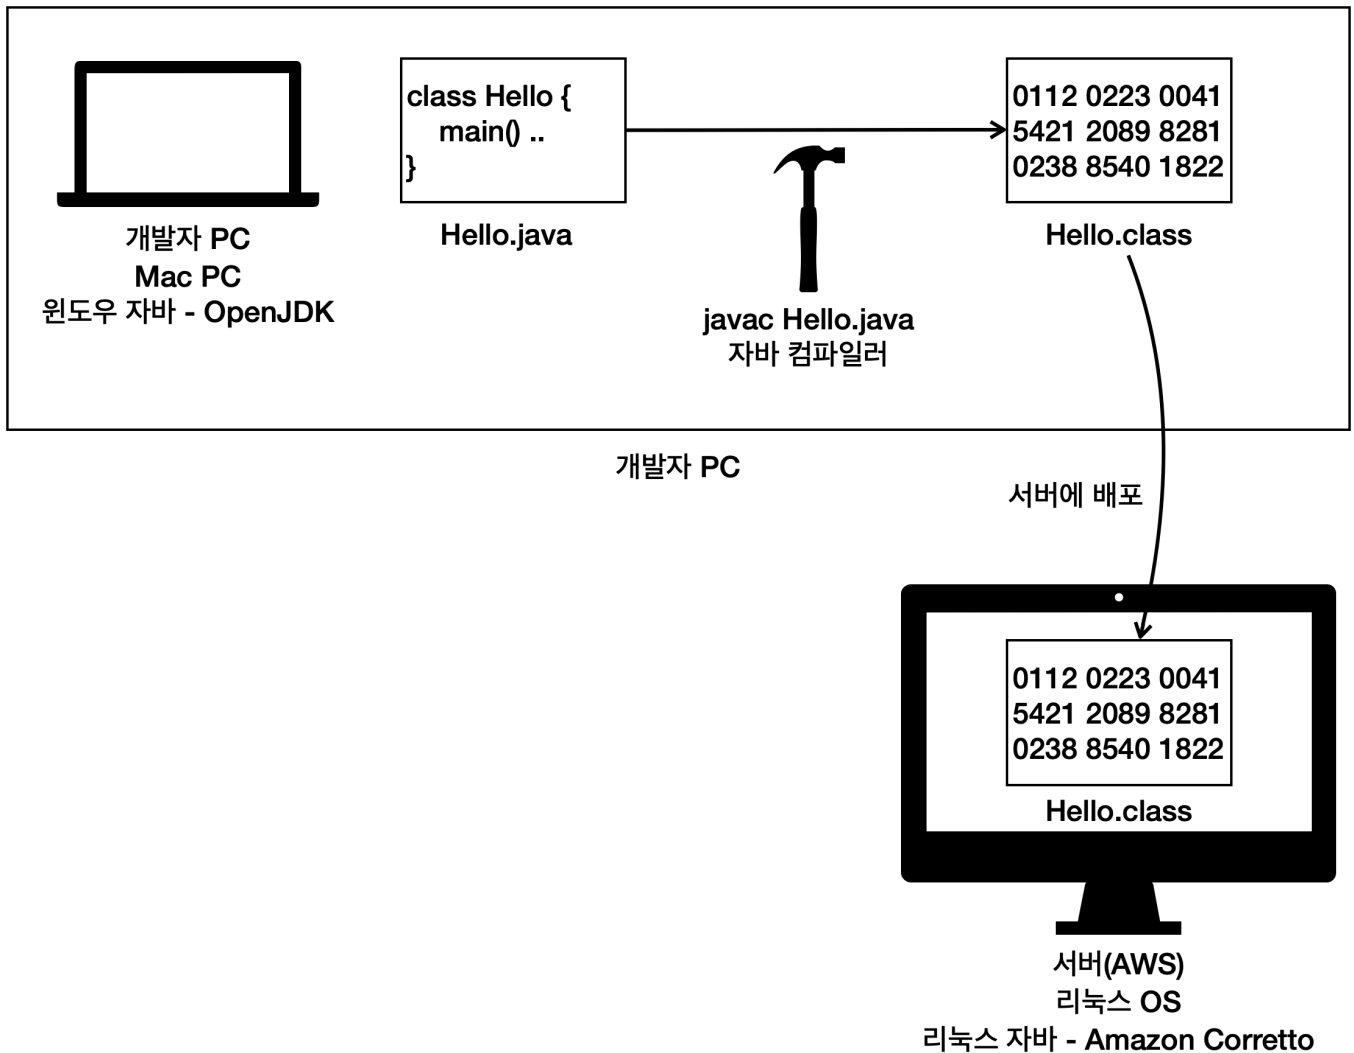 개발자 PC
Mac PC
윈도우 자바 - OpenJDK
class Hello {
main() ..
}
Hello.java
javac Hello.java
자바 컴파일러
0112 0223 0041
5421 2089 8281
0238 8540 1822
Hello.class
개발자 PC
서버에 배포
0112 0223 0041
5421 2089 8281
0238 8540 1822
Hello.class
서버(AWS)
리눅스 OS
리눅스 자바 - Amazon Corretto